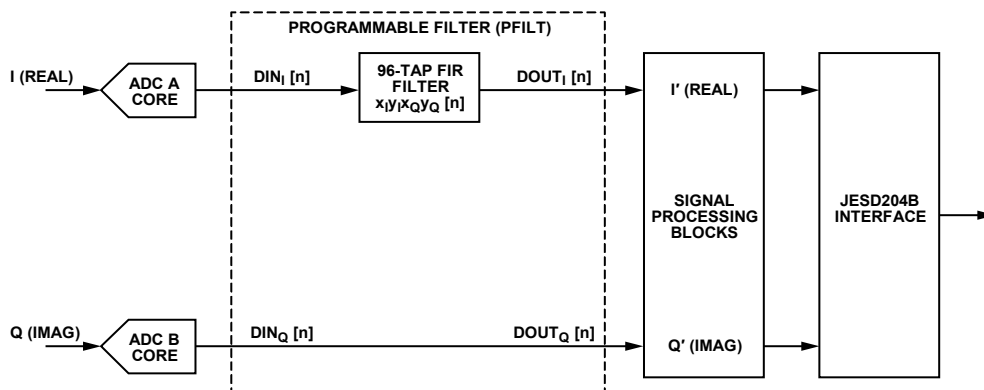 PROGRAMMABLE FILTER (PFILT)
I (REAL)
ADC A
CORE
DINI [n]
96-TAP FIR
FILTER
xIyIxQyQ [n]
DOUTI [n]
I′ (REAL)
SIGNAL
PROCESSING
BLOCKS
JESD204B
INTERFACE
Q (IMAG)
ADC B
CORE
DINQ [n]
DOUTQ [n]
Q′ (IMAG)